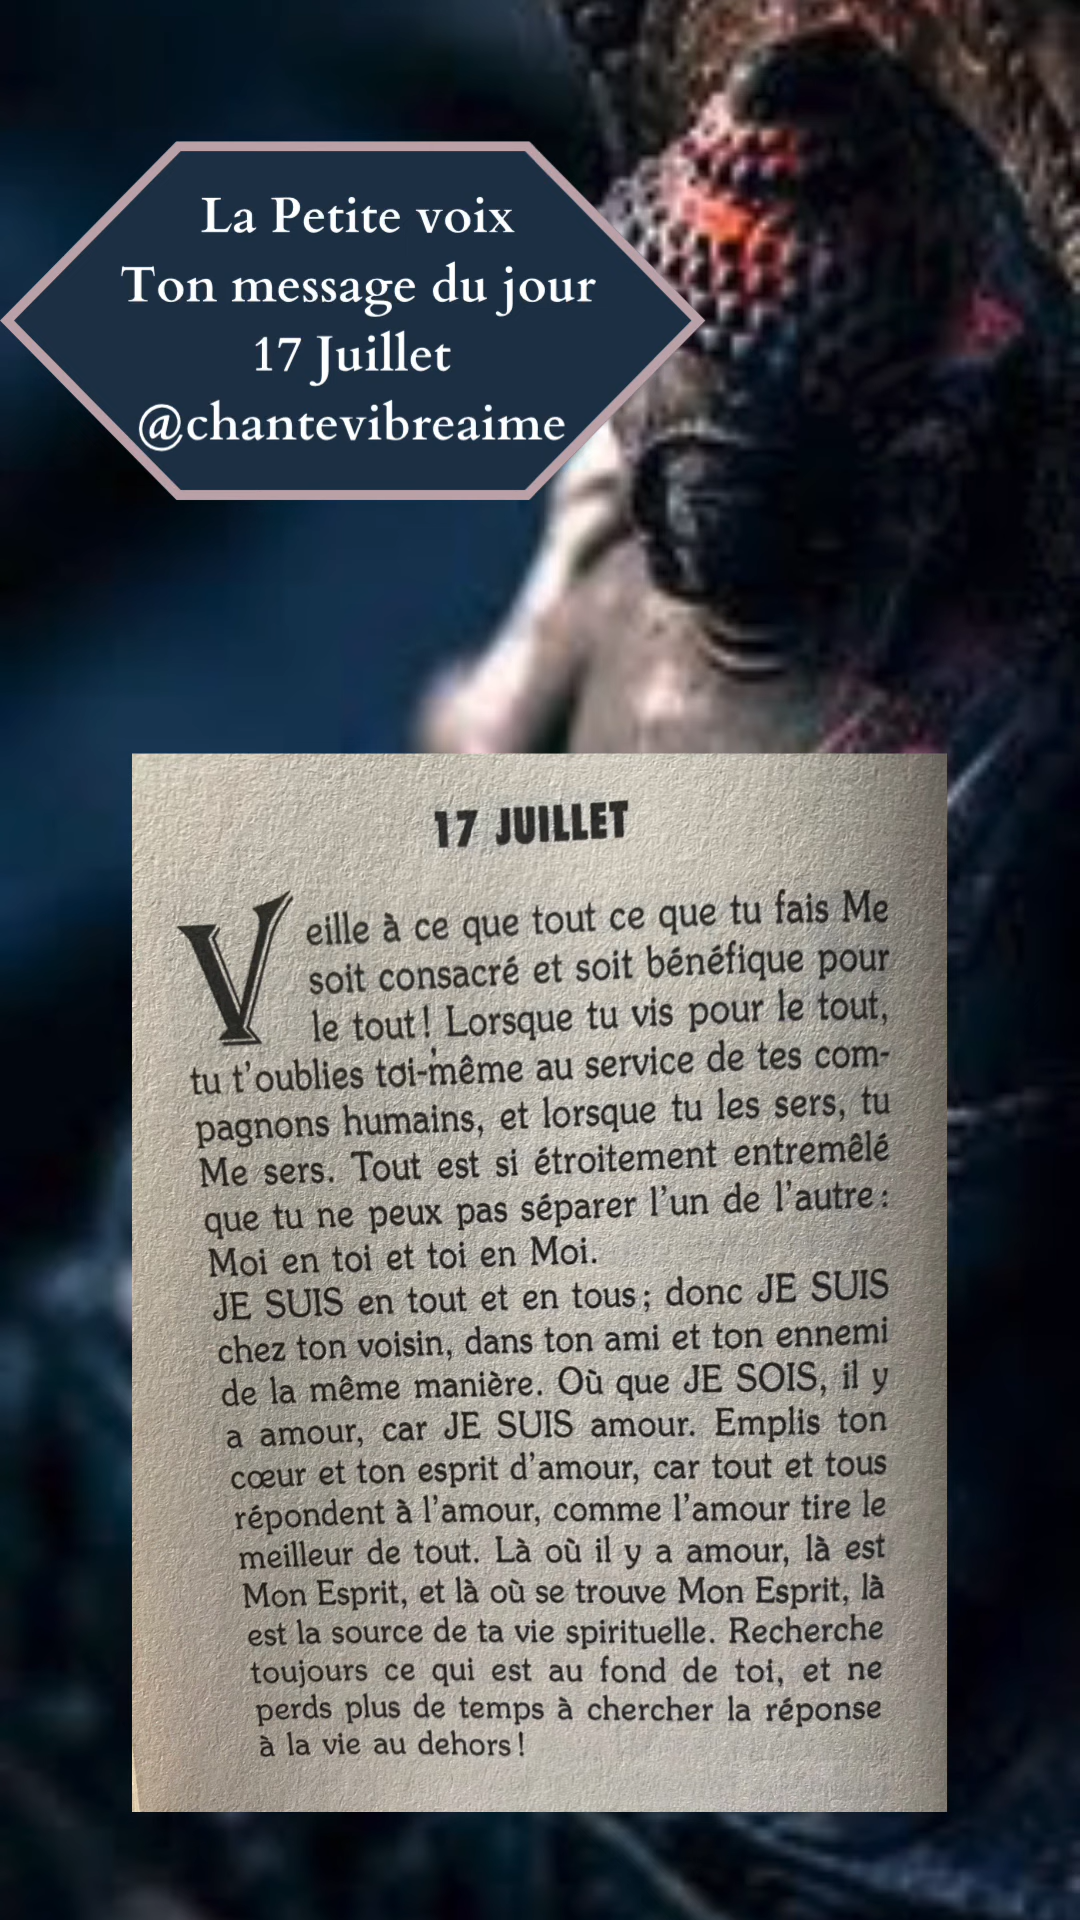 La Petite voix
Ton message du jour
17 Juillet
@chantevibreaime
17 JUILLET
Veille à ce que tout ce que tu fais Me
soit consacré et soit bénéfique pour
le tout! Lorsque tu vis pour le tout,
tu t'oublies toi-même au service de tes com-
pagnons humains, et lorsque tu les sers, tu
Me sers. Tout est si étroitement entremêlé
que tu ne peux pas séparer l'un de l'autre:
Moi en toi et toi en Moi.
JE SUIS en tout et en tous; donc JE SUIS
chez ton voisin, dans ton ami et ton ennemi
de la même manière. Où que JE SOIS, il y
a amour, car JE SUIS amour. Emplis ton
cœur et ton esprit d'amour, car tout et tous
répondent à l'amour, comme l'amour tire le
meilleur de tout. Là où il y a amour, là est
Mon Esprit, et là où se trouve Mon Esprit, là
est la source de ta vie spirituelle. Recherche
toujours ce qui est au fond de toi, et ne
perds plus de temps à chercher la réponse
à la vie au dehors!